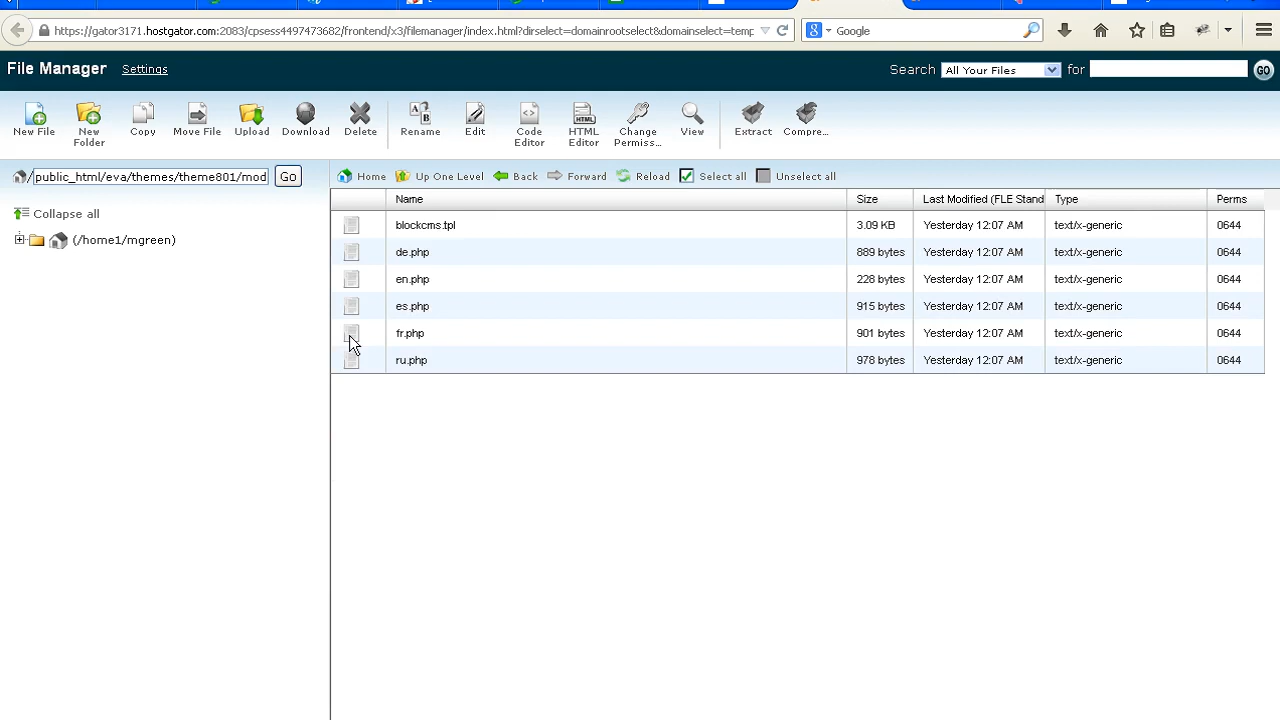 https://gator3171.hostgator.com:2083/cpsess4497473682/frontend/x3/filemanager/index.html?dirselect=domainrootselect&domainselect=temp
Google
File Manager
Settings
Search
All Your Files
for
GO
New File
New Folder
Copy
Move File
Upload
Download
Delete
Rename
Edit
Code Editor
HTML Editor
Change Permiss...
View
Extract
Compre...
/public_html/eva/themes/theme801/mod
Go
Home
Up One Level
Back
Forward
Reload
Select all
Unselect all
Collapse all
(/home1/mgreen)
Name Size Last Modified (FLE Stand Type Perms
blockcms.tpl 3.09 KB Yesterday 12:07 AM text/x-generic 0644
de.php 889 bytes Yesterday 12:07 AM text/x-generic 0644
en.php 228 bytes Yesterday 12:07 AM text/x-generic 0644
es.php 915 bytes Yesterday 12:07 AM text/x-generic 0644
fr.php 901 bytes Yesterday 12:07 AM text/x-generic 0644
ru.php 978 bytes Yesterday 12:07 AM text/x-generic 0644